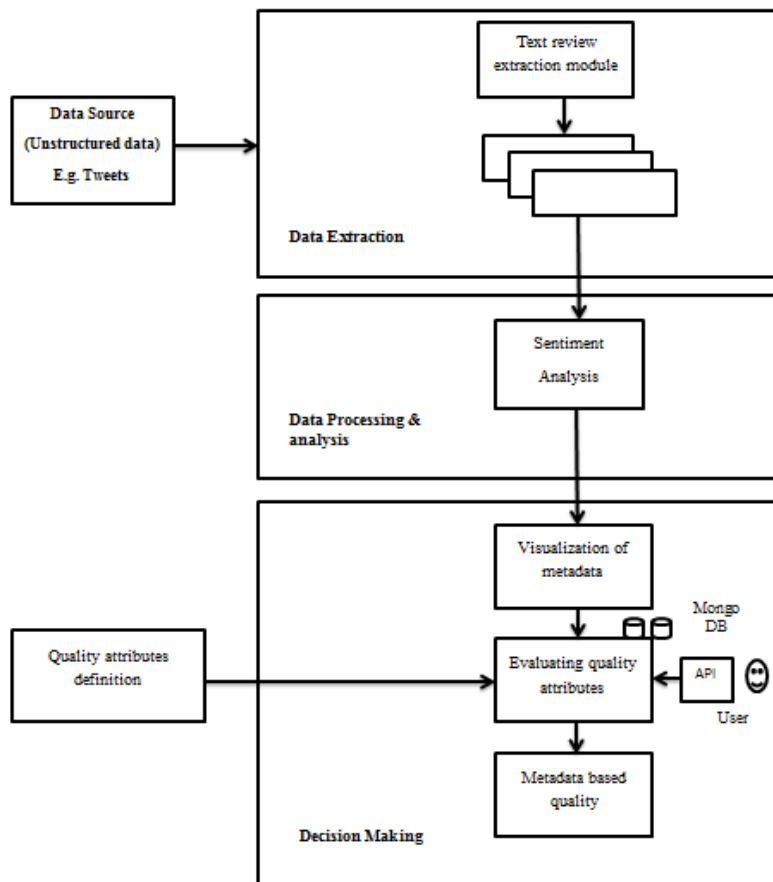 Text review
extraction module
Data Source
(Unstructured data)
E.g. Tweets
Data Extraction
Sentiment
Analysis
Data Processing &
analysis
Visualization of
metadata
Mongo
DB
Quality attributes
definition
Evaluating quality
attributes
API
User
Metadata based
quality
Decision Making